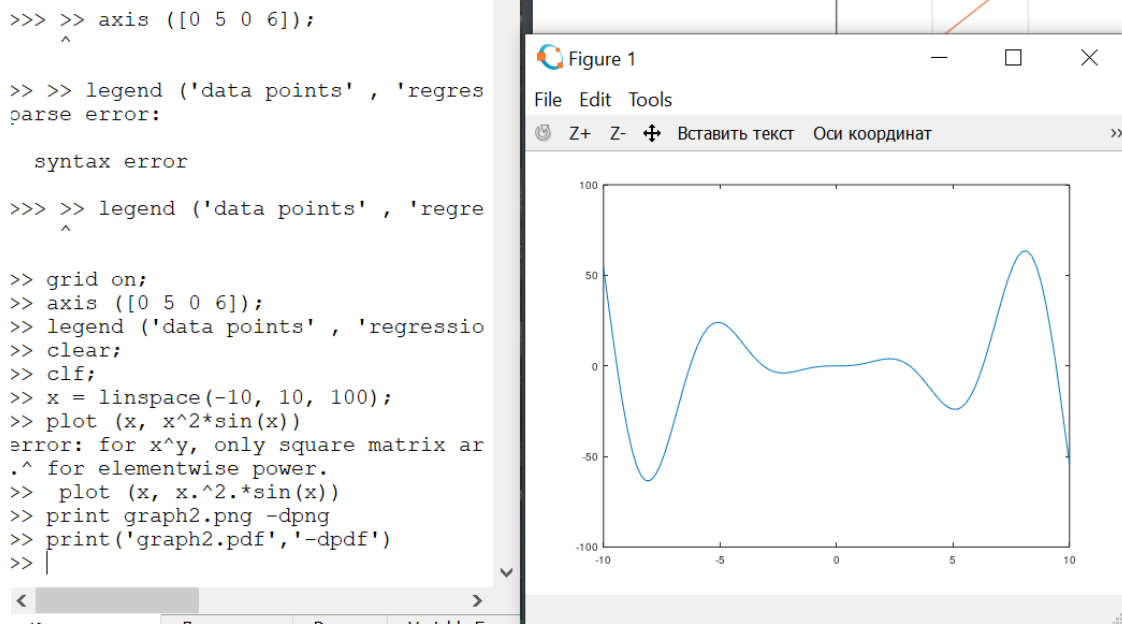 >>> >> axis ([0 5 0 6]);
^
>> >> legend ('data points' , 'regres
parse error:
syntax error
>>> >> legend ('data points' , 'regre
^
>> grid on;
>> axis ([0 5 0 6]);
>> legend ('data points' , 'regressio
>> clear;
>> clf;
>> x = linspace(-10, 10, 100);
>> plot (x, x^2*sin(x))
error: for x^y, only square matrix ar
.^ for elementwise power.
>>  plot (x, x.^2.*sin(x))
>> print graph2.png -dpng
>> print('graph2.pdf','-dpdf')
>>
Figure 1
File Edit Tools
Z+ Z- Вставить текст Оси координат
100
50
0
-50
-100
-10 -5 0 5 10